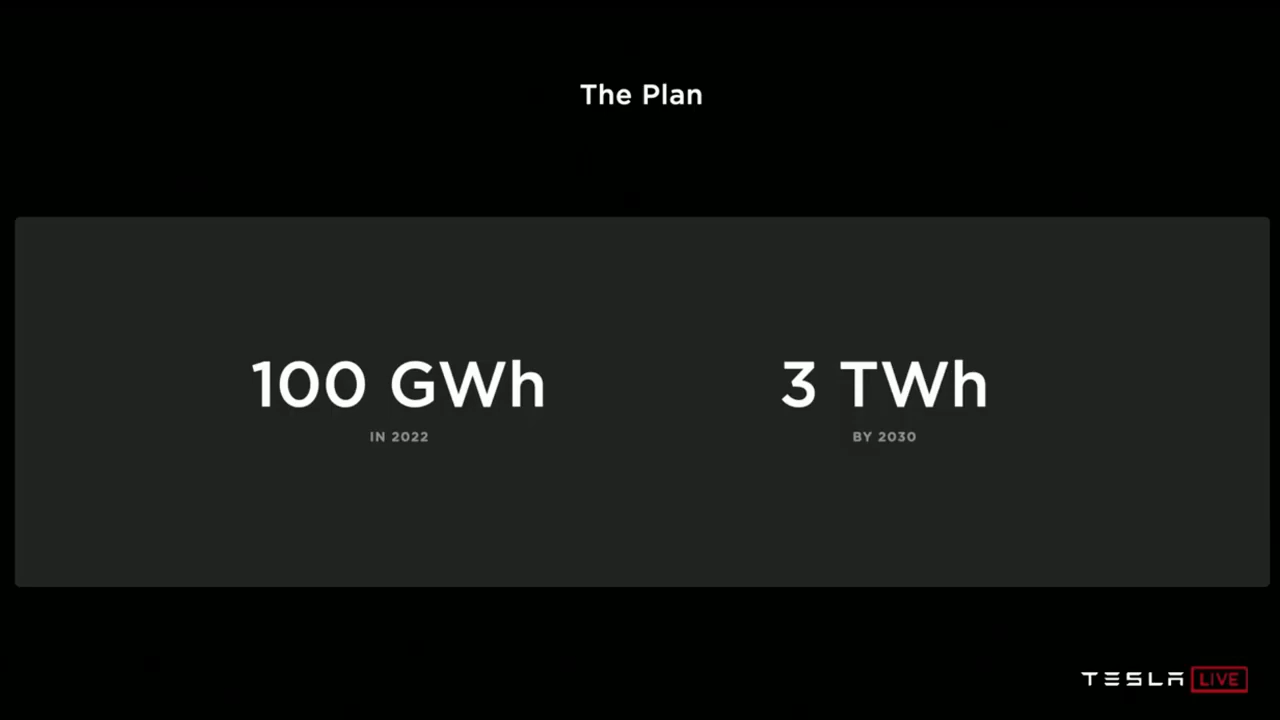 The Plan
100 GWh
IN 2022
3 TWh
BY 2030
TESLA LIVE